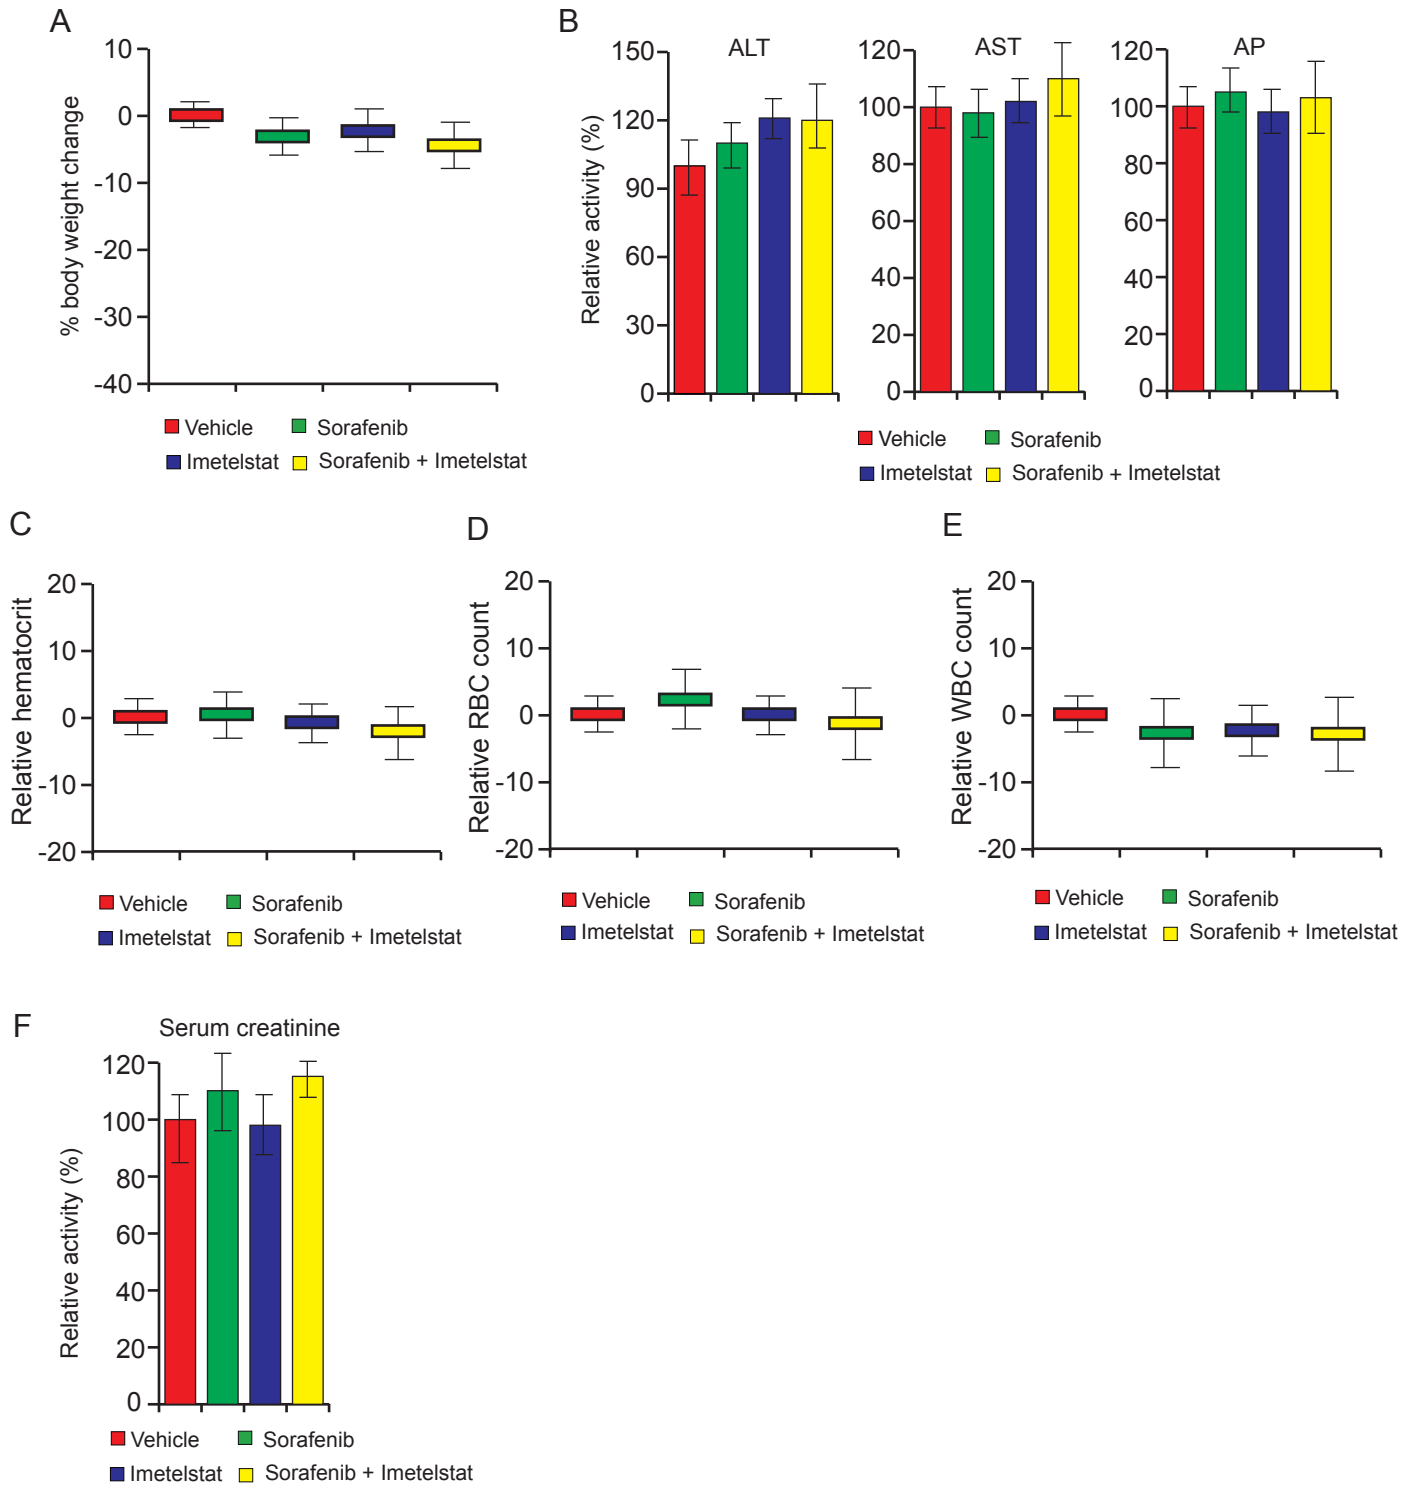 A
% body weight change
10
0
-10
-20
-30
-40
Vehicle
Sorafenib
Imetelstat
Sorafenib + Imetelstat
B
Relative activity (%)
ALT
150
120
90
60
30
0
AST
120
100
80
60
40
20
0
AP
120
100
80
60
40
20
0
Vehicle
Sorafenib
Imetelstat
Sorafenib + Imetelstat
C
Relative hematocrit
20
10
0
-10
-20
Vehicle
Sorafenib
Imetelstat
Sorafenib + Imetelstat
D
Relative RBC count
20
10
0
-10
-20
Vehicle
Sorafenib
Imetelstat
Sorafenib + Imetelstat
E
Relative WBC count
20
10
0
-10
-20
Vehicle
Sorafenib
Imetelstat
Sorafenib + Imetelstat
F
Serum creatinine
Relative activity (%)
120
100
80
60
40
20
0
Vehicle
Sorafenib
Imetelstat
Sorafenib + Imetelstat